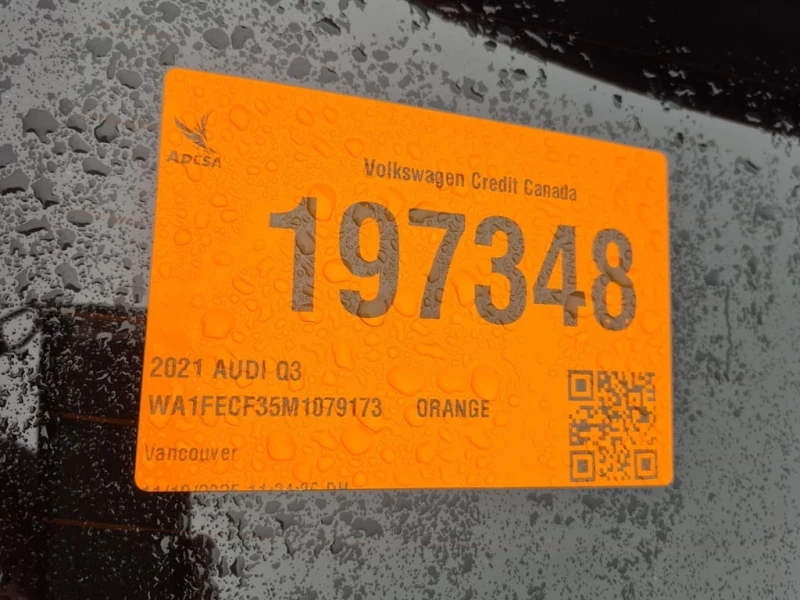 ADESA
Volkswagen Credit Canada
197348
2021 AUDI Q3
WA1FECF35M1079173 ORANGE
Vancouver